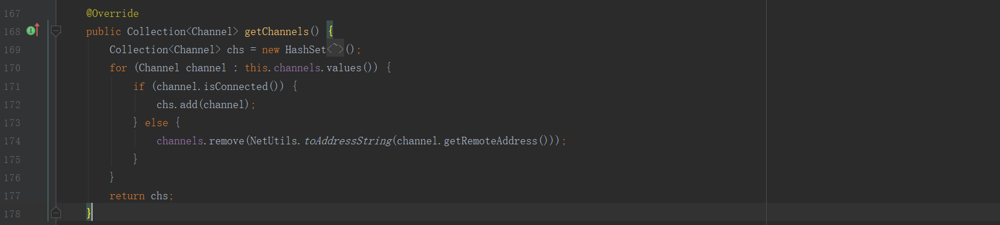 167 @Override
168 public Collection<Channel> getChannels() {
169 Collection<Channel> chs = new HashSet<~>();
170 for (Channel channel : this.channels.values()) {
171 if (channel.isConnected()) {
172 chs.add(channel);
173 } else {
174 channels.remove(NetUtils.toAddressString(channel.getRemoteAddress()));
175 }
176 }
177 return chs;
178 }